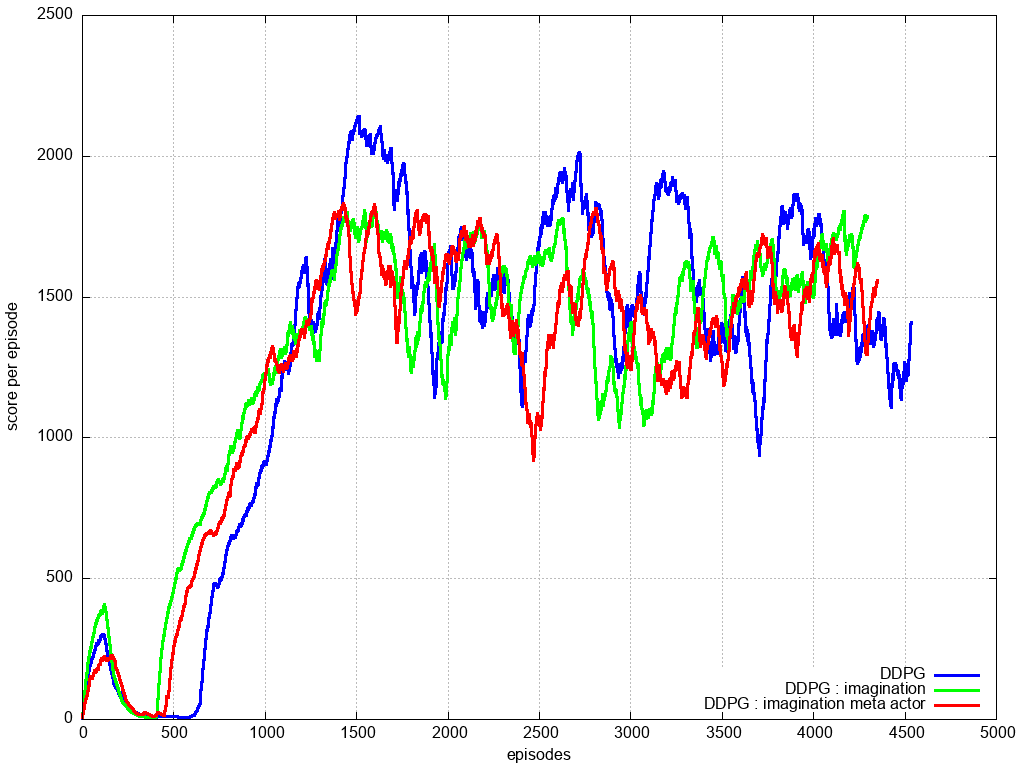 2500
2000
1500
1000
500
0
score per episode
0 500 1000 1500 2000 2500 3000 3500 4000 4500 5000
episodes
DDPG
DDPG : imagination
DDPG : imagination meta actor